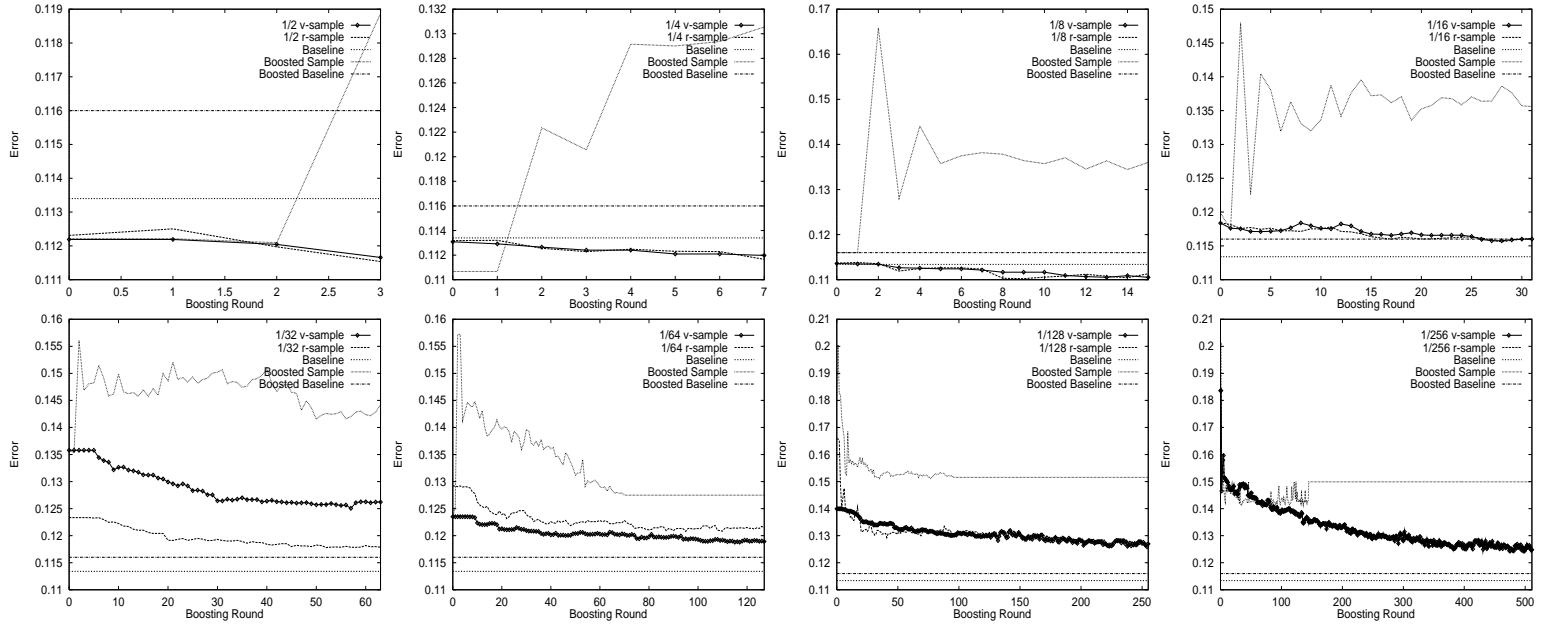 0.119
0.118
0.117
0.116
0.115
0.114
0.113
0.112
0.111
0 0.5 1 1.5 2 2.5 3
Error
Boosting Round
1/2 v-sample
1/2 r-sample
Baseline
Boosted Sample
Boosted Baseline
0.132
0.13
0.128
0.126
0.124
0.122
0.12
0.118
0.116
0.114
0.112
0.11
0 1 2 3 4 5 6 7
Error
Boosting Round
1/4 v-sample
1/4 r-sample
Baseline
Boosted Sample
Boosted Baseline
0.17
0.16
0.15
0.14
0.13
0.12
0.11
0 2 4 6 8 10 12 14
Error
Boosting Round
1/8 v-sample
1/8 r-sample
Baseline
Boosted Sample
Boosted Baseline
0.15
0.145
0.14
0.135
0.13
0.125
0.12
0.115
0.11
0 5 10 15 20 25 30
Error
Boosting Round
1/16 v-sample
1/16 r-sample
Baseline
Boosted Sample
Boosted Baseline
0.16
0.155
0.15
0.145
0.14
0.135
0.13
0.125
0.12
0.115
0.11
0 10 20 30 40 50 60
Error
Boosting Round
1/32 v-sample
1/32 r-sample
Baseline
Boosted Sample
Boosted Baseline
0.16
0.155
0.15
0.145
0.14
0.135
0.13
0.125
0.12
0.115
0.11
0 20 40 60 80 100 120
Error
Boosting Round
1/64 v-sample
1/64 r-sample
Baseline
Boosted Sample
Boosted Baseline
0.21
0.2
0.19
0.18
0.17
0.16
0.15
0.14
0.13
0.12
0.11
0 50 100 150 200 250
Error
Boosting Round
1/128 v-sample
1/128 r-sample
Baseline
Boosted Sample
Boosted Baseline
0.21
0.2
0.19
0.18
0.17
0.16
0.15
0.14
0.13
0.12
0.11
0 100 200 300 400 500
Error
Boosting Round
1/256 v-sample
1/256 r-sample
Baseline
Boosted Sample
Boosted Baseline